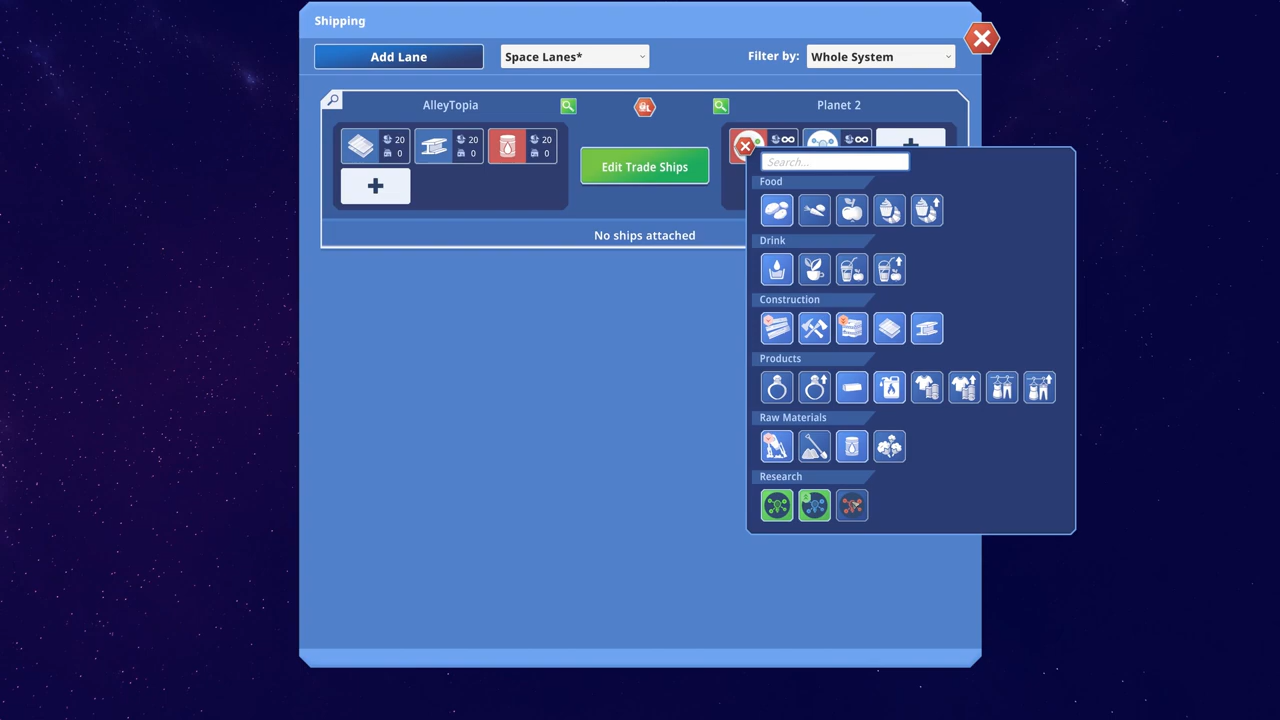 Shipping
Add Lane
Space Lanes*
Filter by:
Whole System
AlleyTopia
Planet 2
20
0
20
0
20
0
∞
∞
Edit Trade Ships
No ships attached
Search...
Food
Drink
Construction
Products
Raw Materials
Research